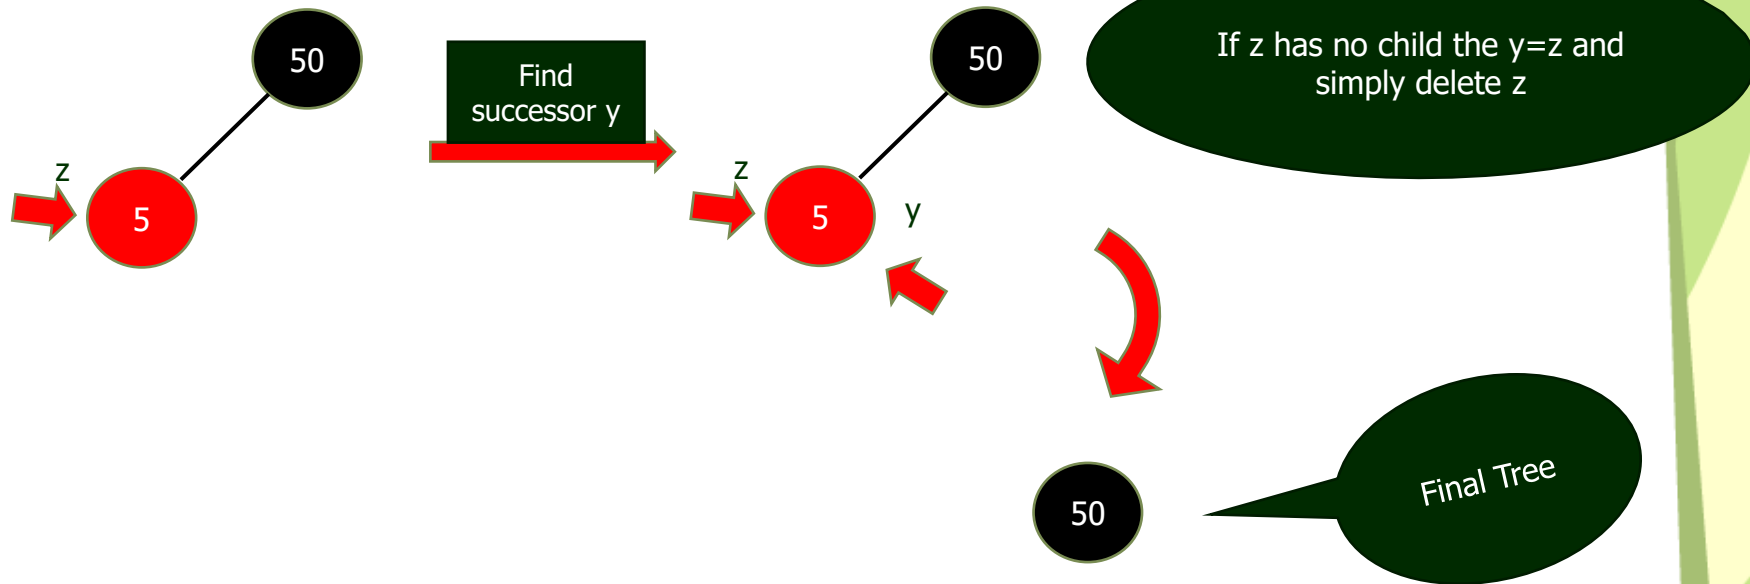 50
z
5
Find
successor y
50
z
5
y
If z has no child the y=z and
simply delete z
50
Final Tree